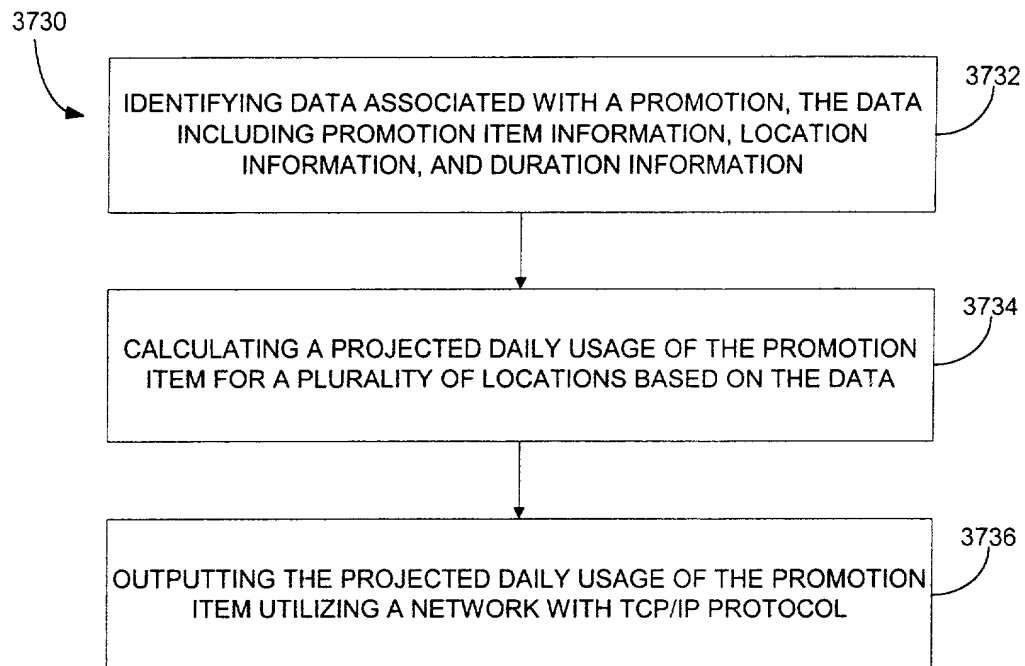 3730
3732
IDENTIFYING DATA ASSOCIATED WITH A PROMOTION, THE DATA
INCLUDING PROMOTION ITEM INFORMATION, LOCATION
INFORMATION, AND DURATION INFORMATION
3734
CALCULATING A PROJECTED DAILY USAGE OF THE PROMOTION
ITEM FOR A PLURALITY OF LOCATIONS BASED ON THE DATA
3736
OUTPUTTING THE PROJECTED DAILY USAGE OF THE PROMOTION
ITEM UTILIZING A NETWORK WITH TCP/IP PROTOCOL